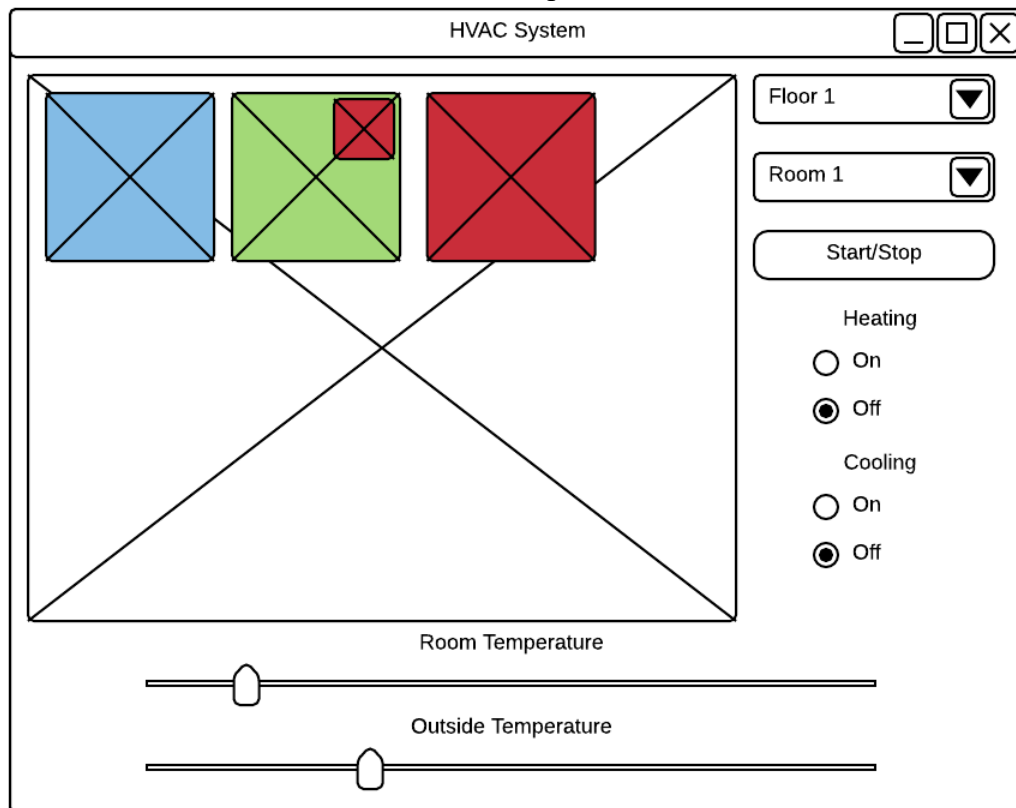 HVAC System
Floor 1
Room 1
Start/Stop
Heating
On
Off
Cooling
On
Off
Room Temperature
Outside Temperature